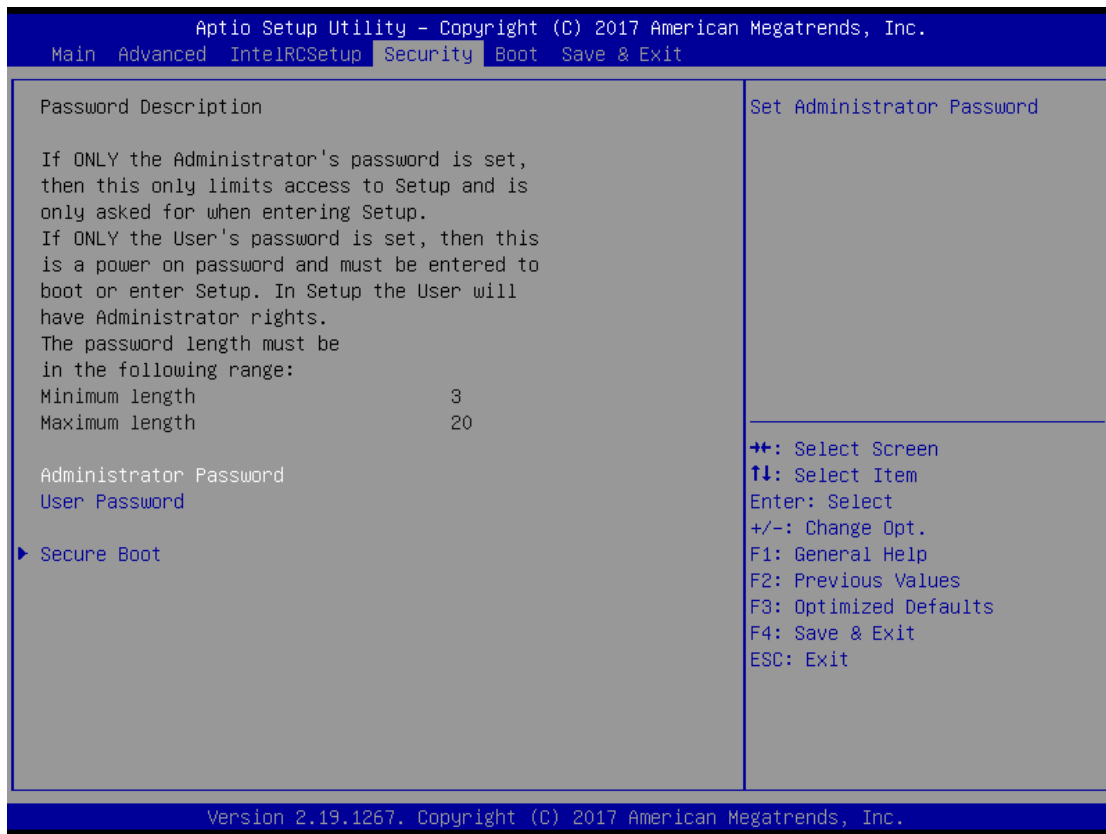 Aptio Setup Utility – Copyright (C) 2017 American Megatrends, Inc.
Main Advanced IntelRCSetup Security Boot Save & Exit
Password Description
If ONLY the Administrator's password is set,
then this only limits access to Setup and is
only asked for when entering Setup.
If ONLY the User's password is set, then this
is a power on password and must be entered to
boot or enter Setup. In Setup the User will
have Administrator rights.
The password length must be
in the following range:
Minimum length 3
Maximum length 20
Administrator Password
User Password
Secure Boot
Set Administrator Password
→←: Select Screen
↑↓: Select Item
Enter: Select
+/-: Change Opt.
F1: General Help
F2: Previous Values
F3: Optimized Defaults
F4: Save & Exit
ESC: Exit
Version 2.19.1267. Copyright (C) 2017 American Megatrends, Inc.